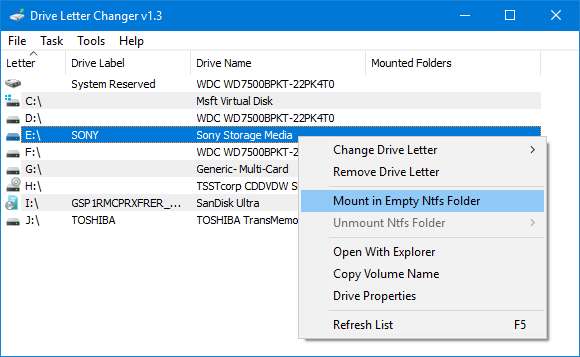 Drive Letter Changer v1.3
File Task Tools Help
Letter Drive Label Drive Name Mounted Folders
System Reserved WDC WD7500BPKT-22PK4T0
C:\ Msft Virtual Disk
D:\ WDC WD7500BPKT-22PK4T0
E:\ SONY Sony Storage Media
F:\ WDC WD7500BPKT-2
G:\ Generic- Multi-Card
H:\ TSSTcorp CDDVDW S
I:\ GSP1RMCPRXFRER_... SanDisk Ultra
J:\ TOSHIBA TOSHIBA TransMemo
Change Drive Letter
Remove Drive Letter
Mount in Empty Ntfs Folder
Unmount Ntfs Folder
Open With Explorer
Copy Volume Name
Drive Properties
Refresh List F5